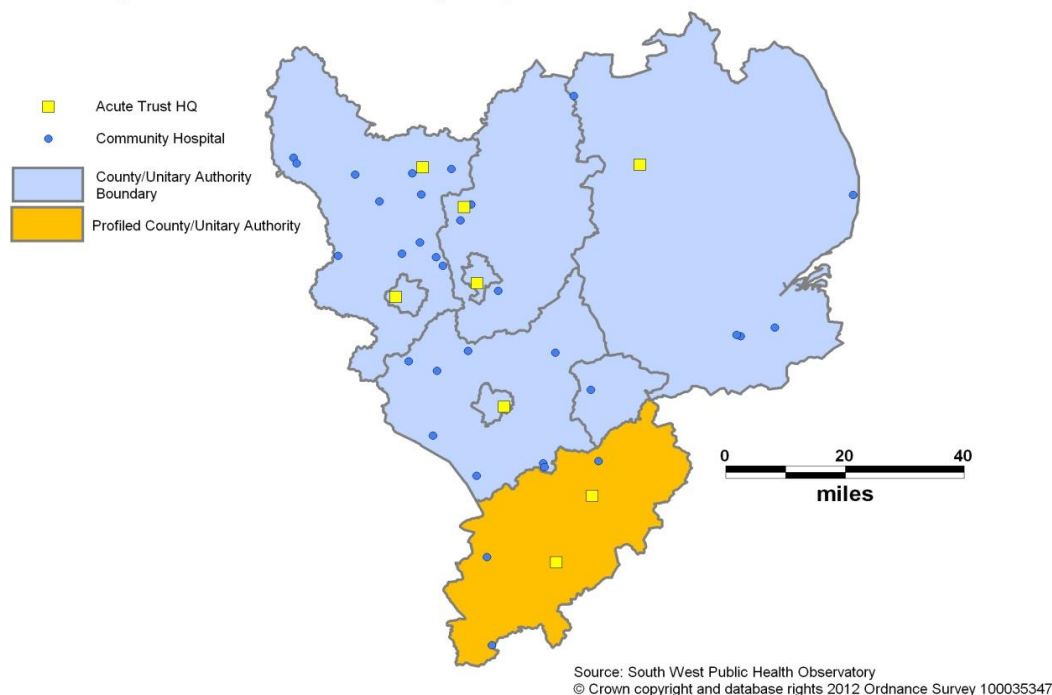 Acute Trust HQ
Community Hospital
County/Unitary Authority
Boundary
Profiled County/Unitary Authority
0 20 40
miles
Source: South West Public Health Observatory
© Crown copyright and database rights 2012 Ordnance Survey 100035347